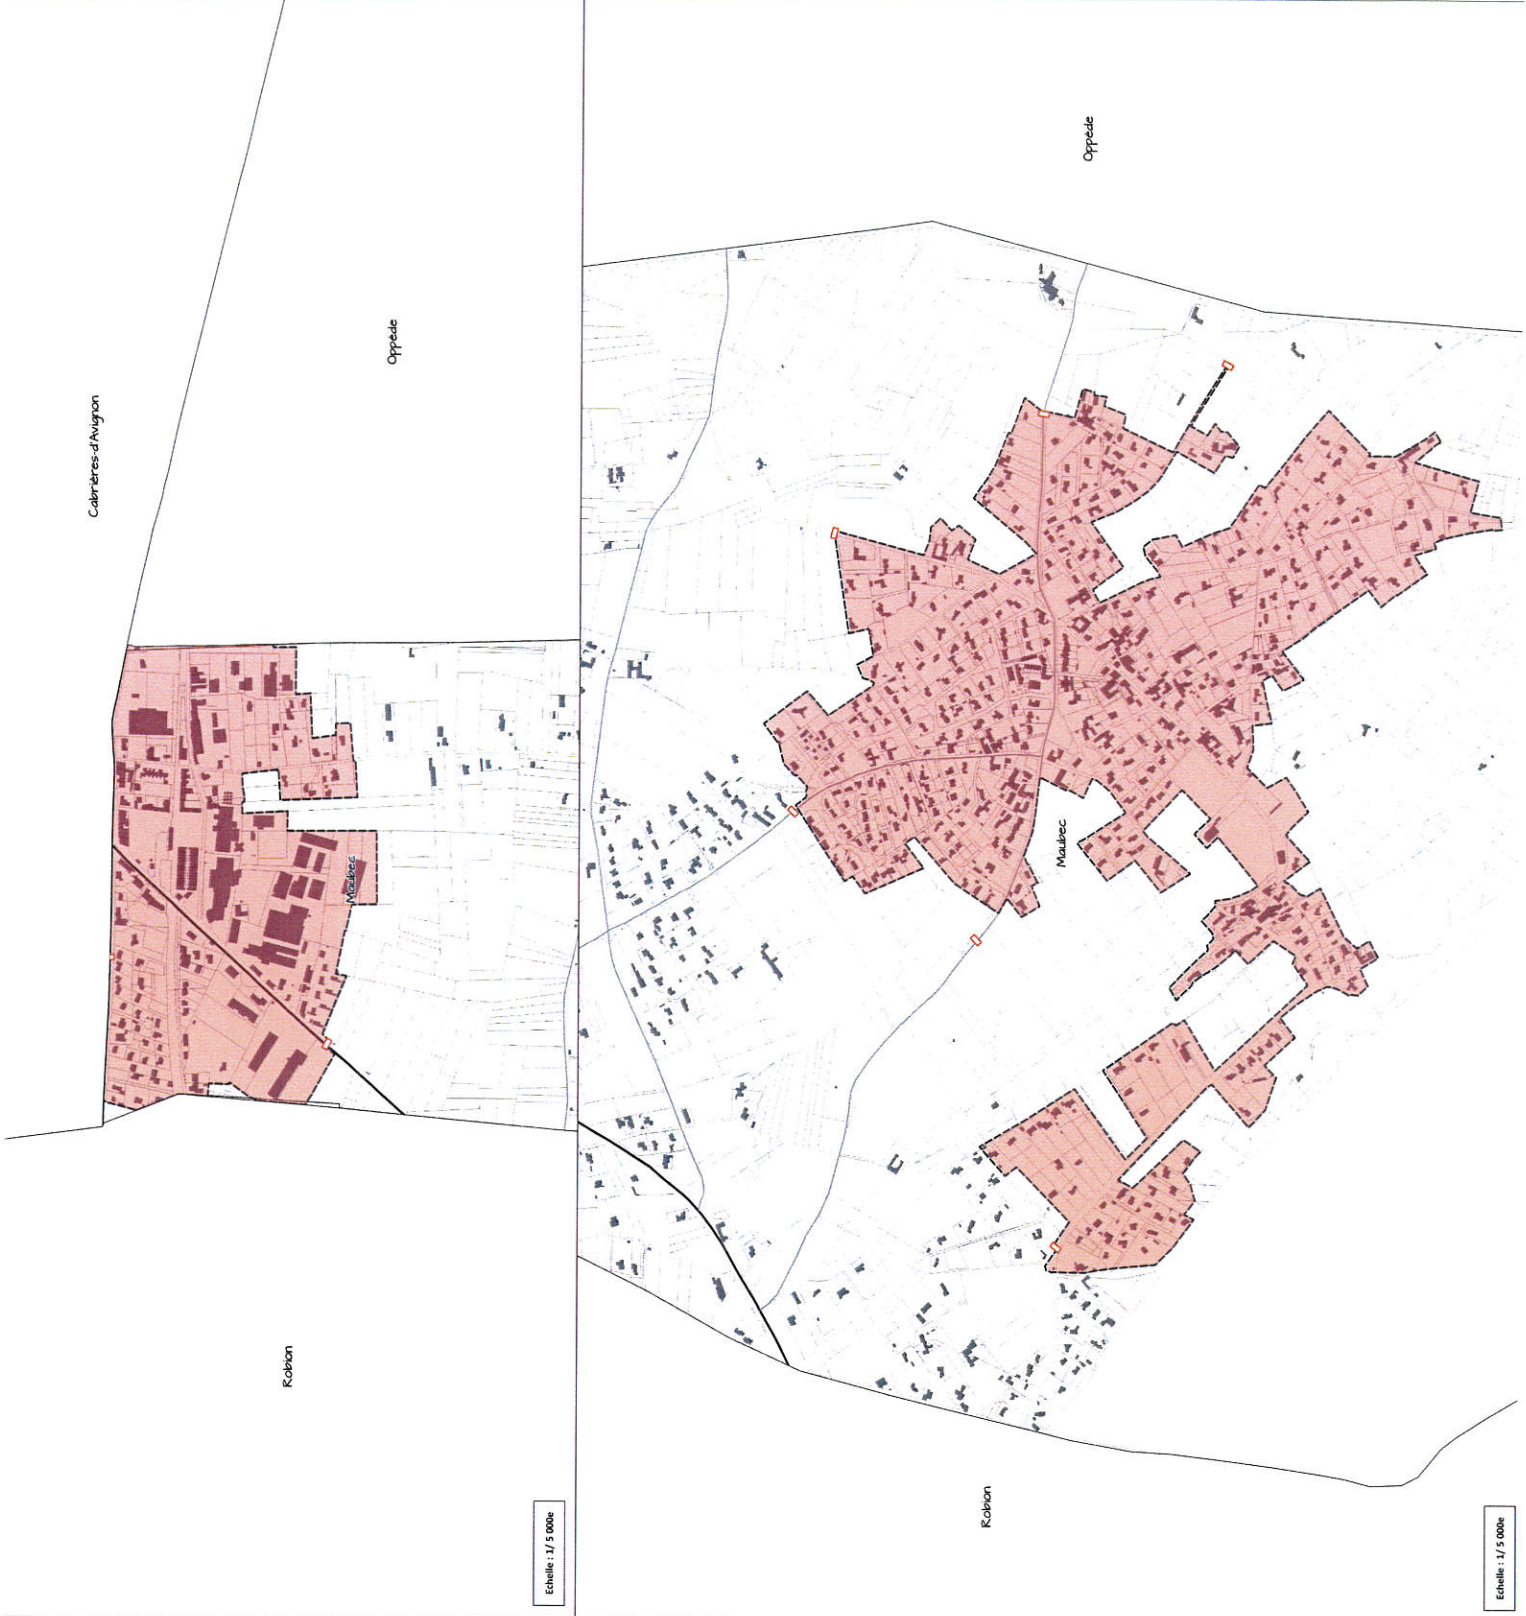 Cabrières-d'Avignon
Oppède
Maubec
Robion
Echelle : 1/ 5 000e
Oppède
Maubec
Robion
Echelle : 1/ 5 000e